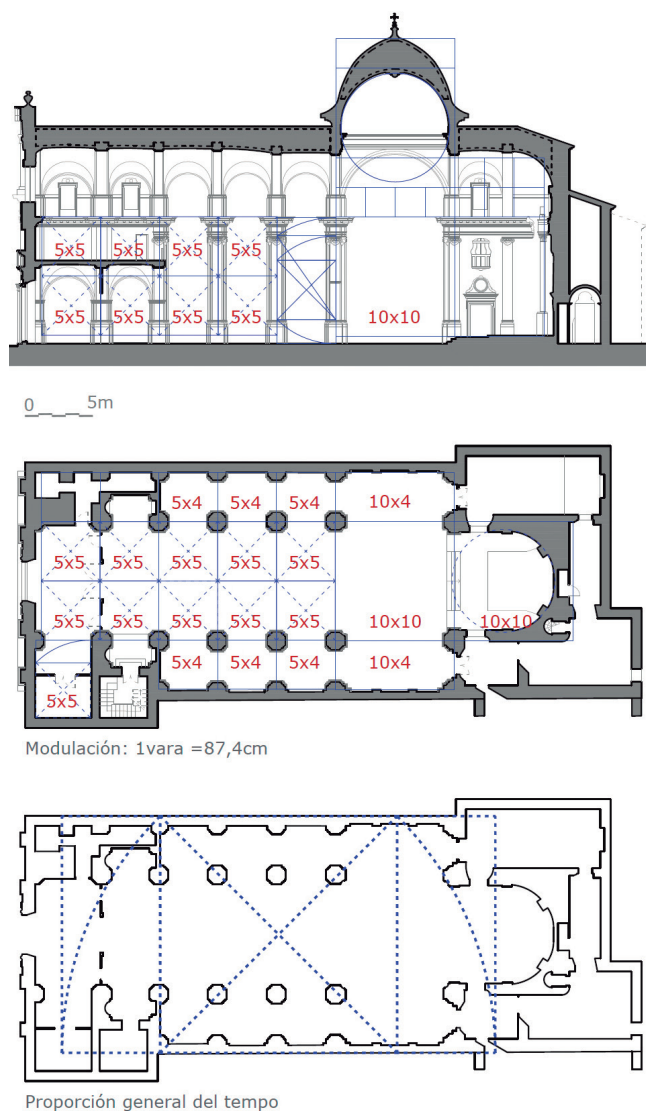 5x5 5x5 5x5 5x5
5x5 5x5 5x5 5x5 10x10
0 5m
5x4 5x4 5x4 10x4
5x5 5x5 5x5 5x5 5x5
5x5 5x5 5x5 5x5 5x5 10x10 10x10
5x4 5x4 5x4 10x4
5x5
Modulación: 1vara =87,4cm
Proporción general del tempo